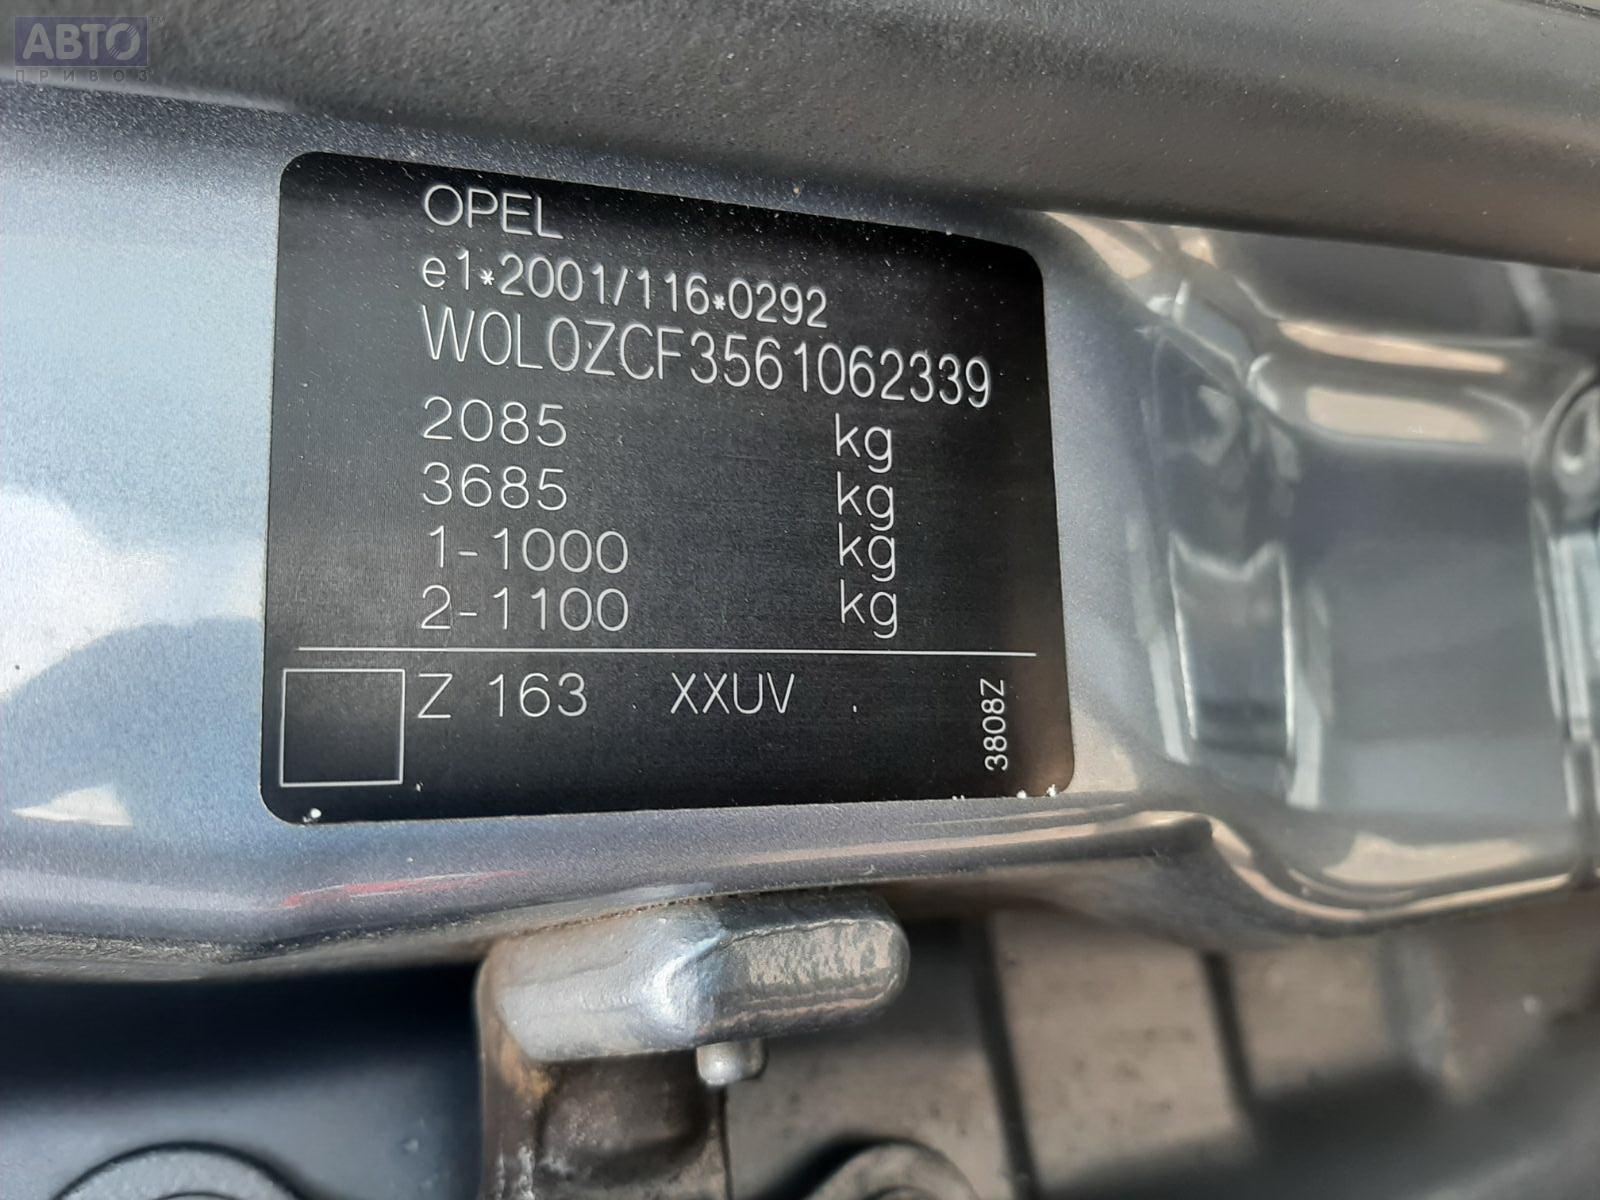 АВТО
ПРИВОЗ
OPEL
e1*2001/116*0292
W0L0ZCF3561062339
2085 kg
3685 kg
1-1000 kg
2-1100 kg
Z 163 XXUV
3808Z